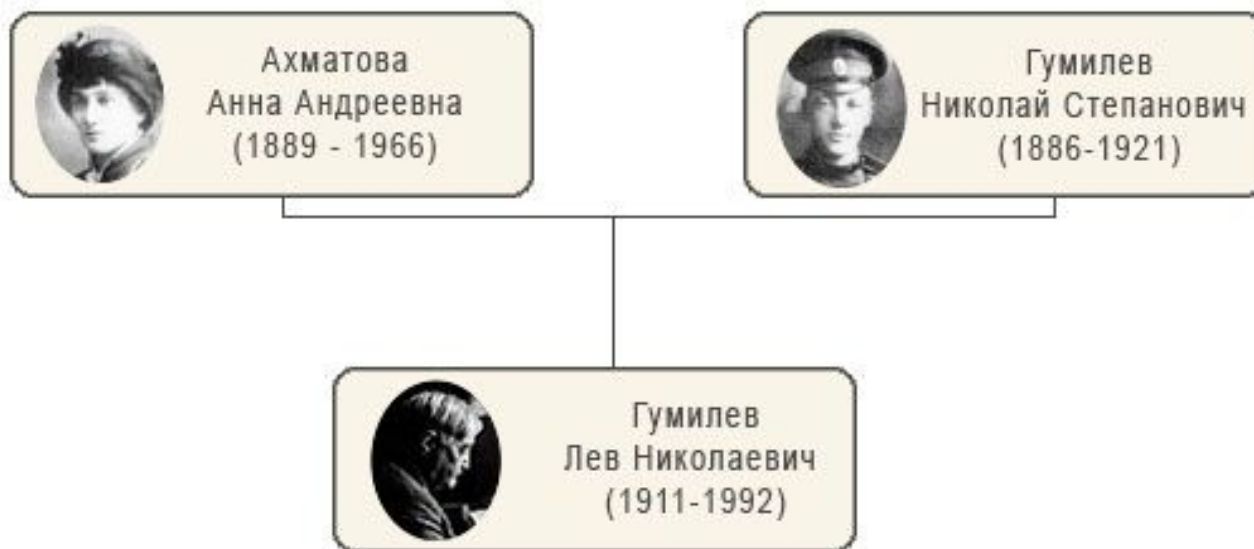 Ахматова
Анна Андреевна
(1889 - 1966)
Гумилев
Николай Степанович
(1886-1921)
Гумилев
Лев Николаевич
(1911-1992)